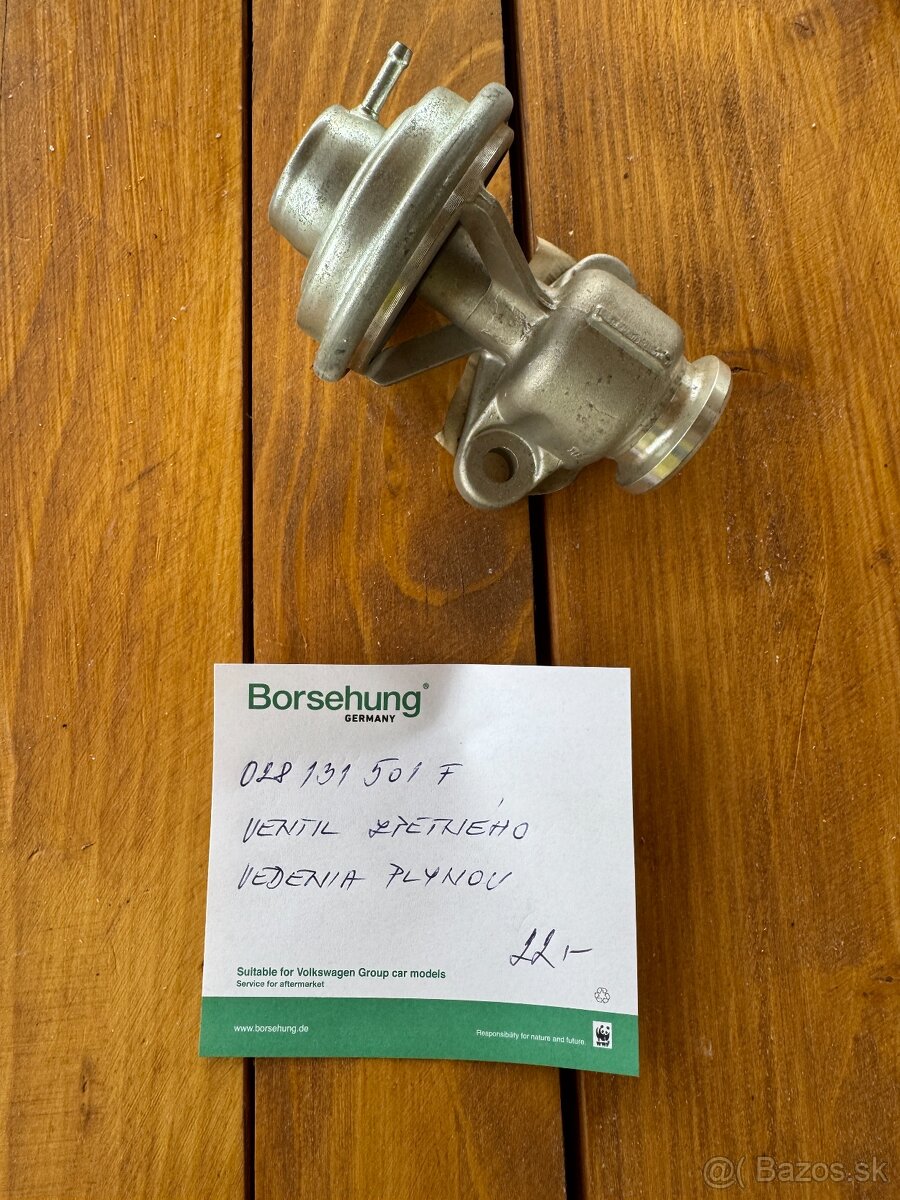 Borsehung®
GERMANY
028 131 501 F
VENTIL ZPETNÉHO
VEDENIA PLYNOV
22,-
Suitable for Volkswagen Group car models
Service for aftermarket
www.borsehung.de
Responsibility for nature and future.
WWF
@( Bazos.sk